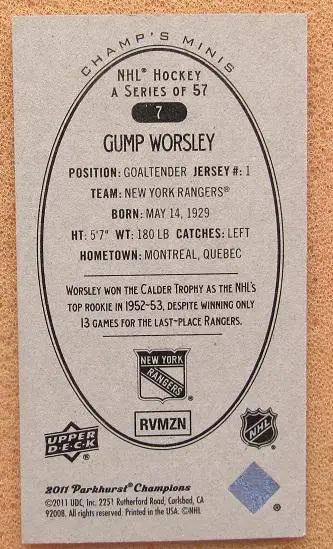 CHAMP'S MINIS
NHL® HOCKEY
A SERIES OF 57
7
GUMP WORSLEY
POSITION: GOALTENDER JERSEY #: 1
TEAM: NEW YORK RANGERS®
BORN: MAY 14, 1929
HT: 5'7" WT: 180 LB CATCHES: LEFT
HOMETOWN: MONTREAL, QUEBEC
WORSLEY WON THE CALDER TROPHY AS THE NHL'S
TOP ROOKIE IN 1952-53, DESPITE WINNING ONLY
13 GAMES FOR THE LAST-PLACE RANGERS.
NEW YORK
RANGERS
RVMZN
UPPER
D.E.C.K
®
NHL
®
2011 Parkhurst® Champions
©2011 UDC, Inc. 2251 Rutherford Road, Carlsbad, CA
92008. All rights reserved. Printed in the USA. ©NHL